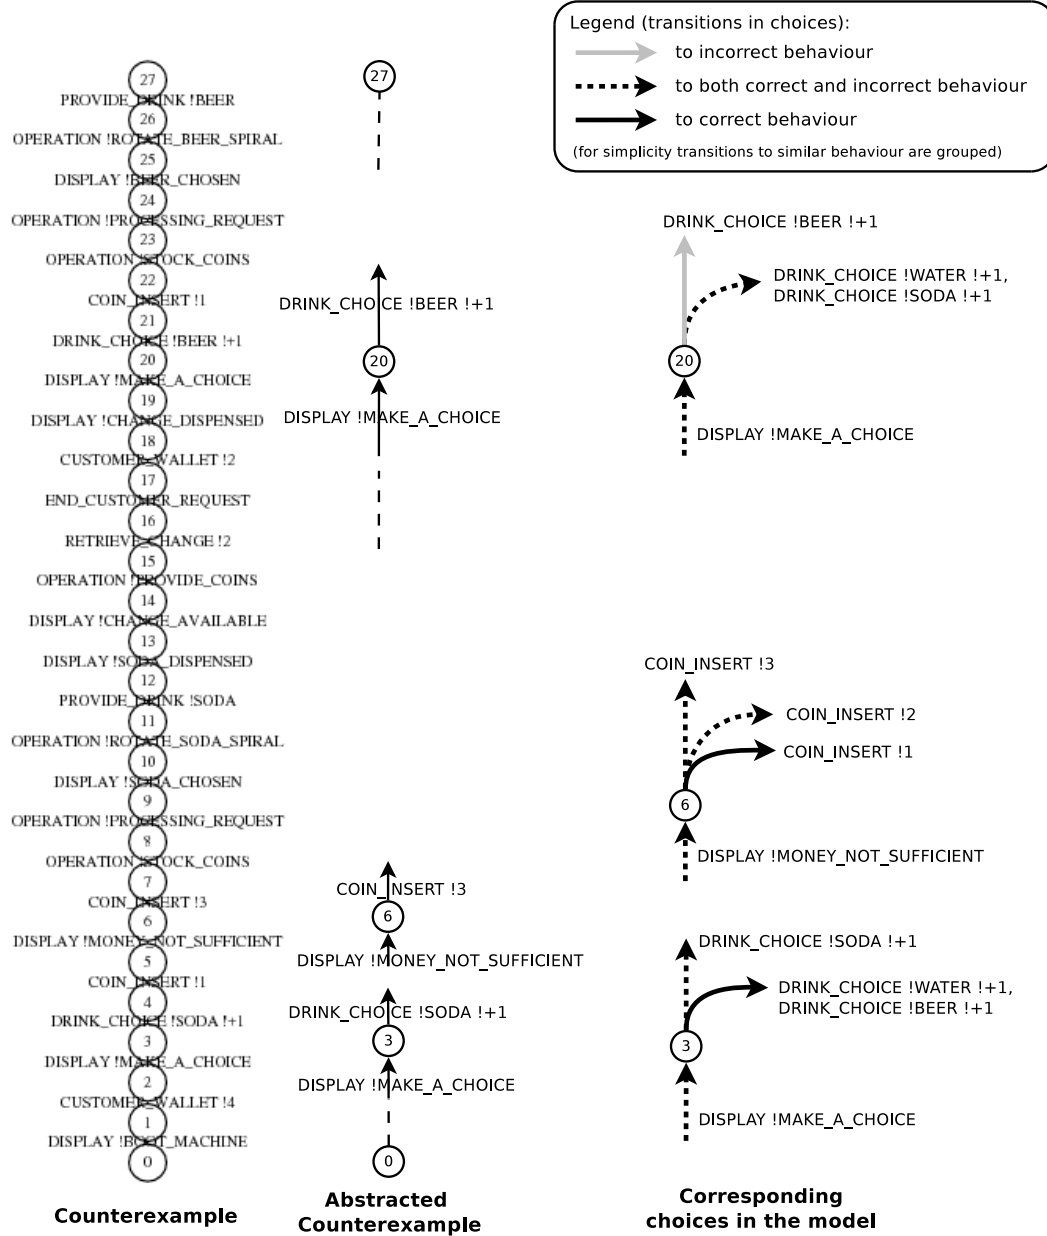 Legend (transitions in choices):
to incorrect behaviour
to both correct and incorrect behaviour
to correct behaviour
(for simplicity transitions to similar behaviour are grouped)
27
PROVIDE_DRINK !BEER
26
OPERATION !ROTATE_BEER_SPIRAL
25
DISPLAY !BEER_CHOSEN
24
OPERATION !PROCESSING_REQUEST
23
OPERATION !STOCK_COINS
22
COIN_INSERT !1
21
DRINK_CHOICE !BEER !+1
20
DISPLAY !MAKE_A_CHOICE
19
DISPLAY !CHANGE_DISPENSED
18
CUSTOMER_WALLET !2
17
END_CUSTOMER_REQUEST
16
RETRIEVE_CHANGE !2
15
OPERATION !PROVIDE_COINS
14
DISPLAY !CHANGE_AVAILABLE
13
DISPLAY !SODA_DISPENSED
12
PROVIDE_DRINK !SODA
11
OPERATION !ROTATE_SODA_SPIRAL
10
DISPLAY !SODA_CHOSEN
9
OPERATION !PROCESSING_REQUEST
8
OPERATION !STOCK_COINS
7
COIN_INSERT !3
6
DISPLAY !MONEY_NOT_SUFFICIENT
5
COIN_INSERT !1
4
DRINK_CHOICE !SODA !+1
3
DISPLAY !MAKE_A_CHOICE
2
CUSTOMER_WALLET !4
1
DISPLAY !BOOT_MACHINE
0
Counterexample
27
DRINK_CHOICE !BEER !+1
20
DISPLAY !MAKE_A_CHOICE
COIN_INSERT !3
6
DISPLAY !MONEY_NOT_SUFFICIENT
DRINK_CHOICE !SODA !+1
3
DISPLAY !MAKE_A_CHOICE
0
Abstracted
Counterexample
DRINK_CHOICE !BEER !+1
DRINK_CHOICE !WATER !+1,
DRINK_CHOICE !SODA !+1
20
DISPLAY !MAKE_A_CHOICE
COIN_INSERT !3
COIN_INSERT !2
COIN_INSERT !1
6
DISPLAY !MONEY_NOT_SUFFICIENT
DRINK_CHOICE !SODA !+1
DRINK_CHOICE !WATER !+1,
DRINK_CHOICE !BEER !+1
3
DISPLAY !MAKE_A_CHOICE
Corresponding
choices in the model